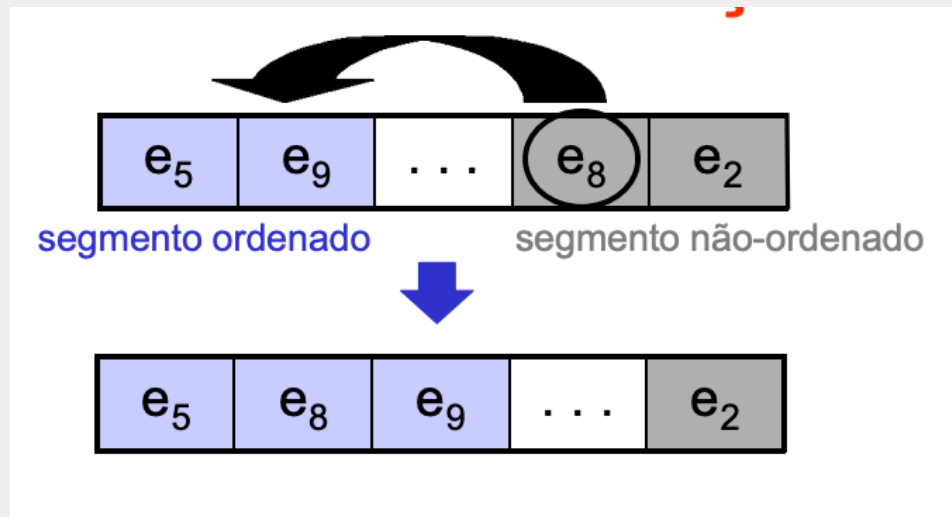 e₅ e₉ . . . e₈ e₂
segmento ordenado segmento não-ordenado
e₅ e₈ e₉ . . . e₂